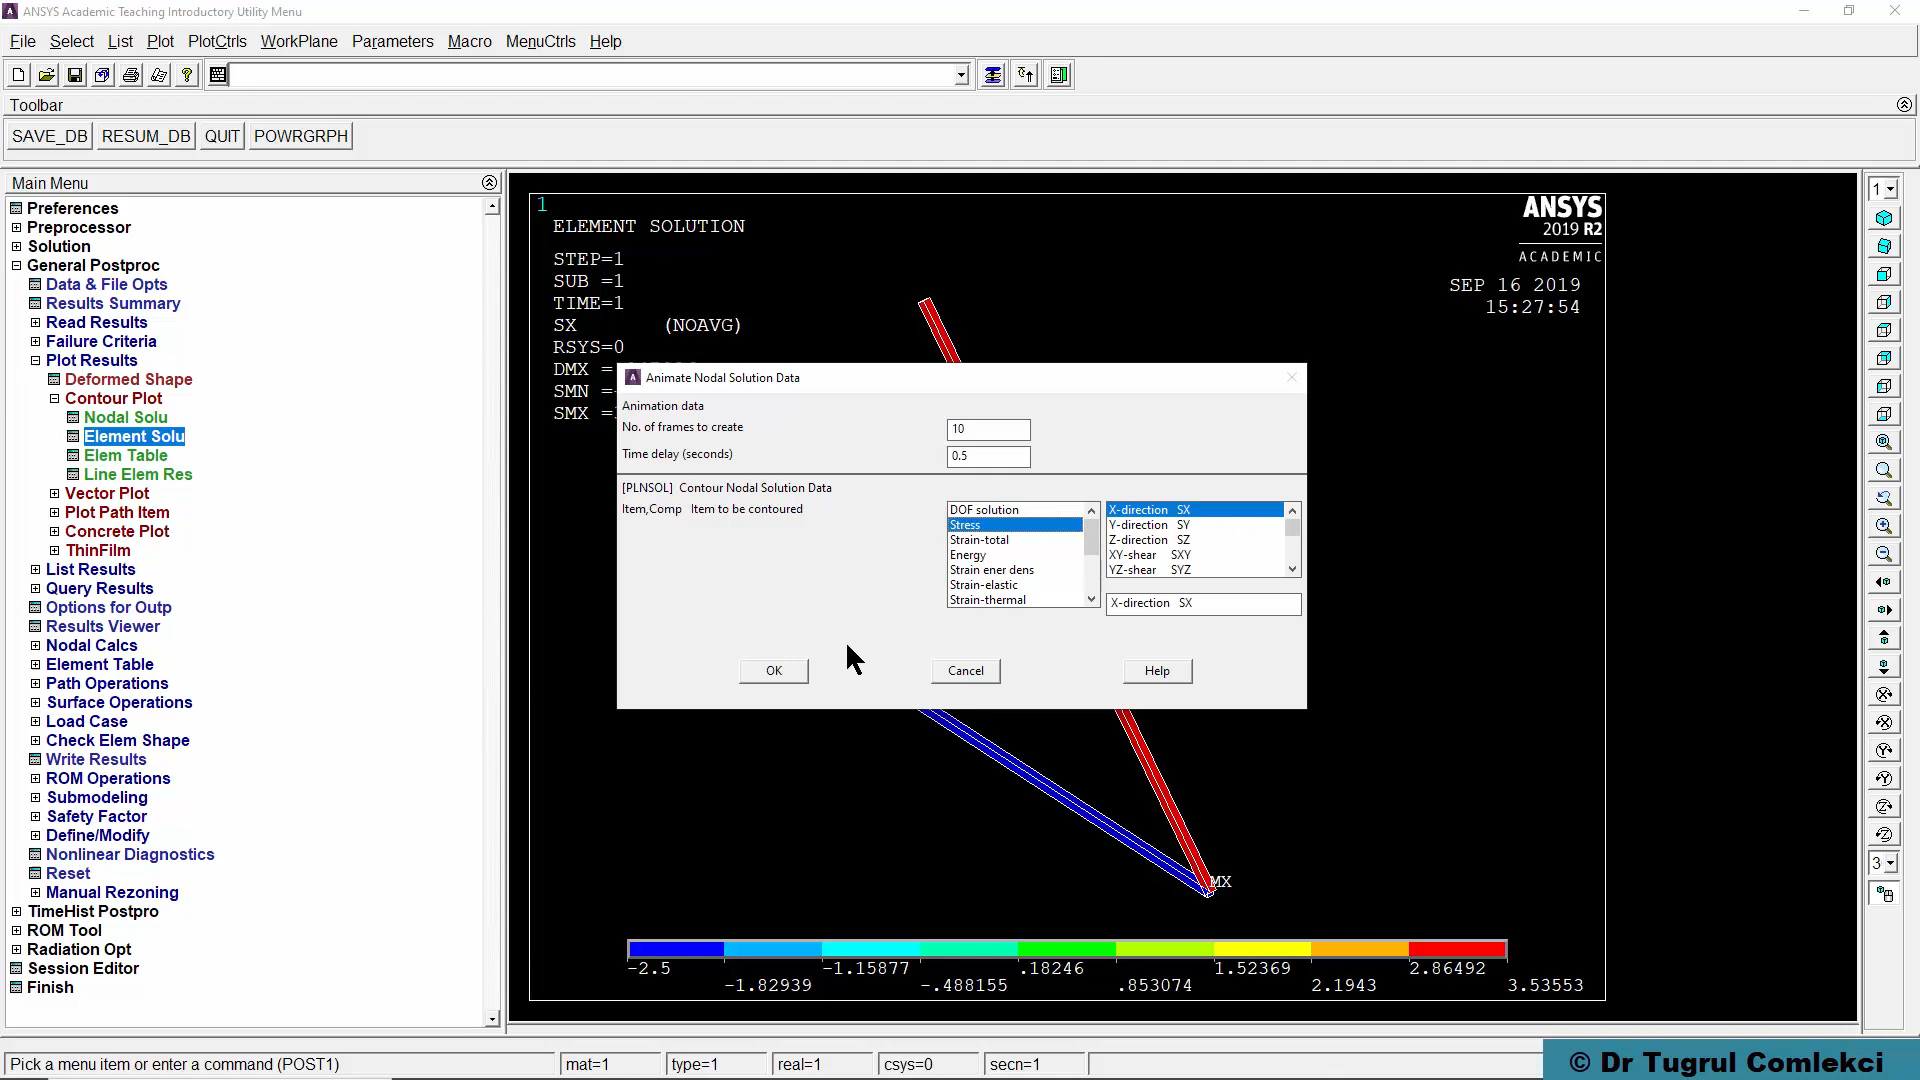 ANSYS Academic Teaching Introductory Utility Menu
File Select List Plot PlotCtrls WorkPlane Parameters Macro MenuCtrls Help
Toolbar
SAVE_DB RESUM_DB QUIT POWRGRPH
Main Menu
Preferences
Preprocessor
Solution
General Postproc
Data & File Opts
Results Summary
Read Results
Failure Criteria
Plot Results
Deformed Shape
Contour Plot
Nodal Solu
Element Solu
Elem Table
Line Elem Res
Vector Plot
Plot Path Item
Concrete Plot
ThinFilm
List Results
Query Results
Options for Outp
Results Viewer
Nodal Calcs
Element Table
Path Operations
Surface Operations
Load Case
Check Elem Shape
Write Results
ROM Operations
Submodeling
Safety Factor
Define/Modify
Nonlinear Diagnostics
Reset
Manual Rezoning
TimeHist Postpro
ROM Tool
Radiation Opt
Session Editor
Finish
1
ELEMENT SOLUTION
STEP=1
SUB =1
TIME=1
SX (NOAVG)
RSYS=0
DMX =
SMN =
SMX =
ANSYS
2019 R2
ACADEMIC
SEP 16 2019
15:27:54
Animate Nodal Solution Data
Animation data
No. of frames to create 10
Time delay (seconds) 0.5
[PLNSOL] Contour Nodal Solution Data
Item,Comp Item to be contoured
DOF solution
Stress
Strain-total
Energy
Strain ener dens
Strain-elastic
Strain-thermal
X-direction SX
Y-direction SY
Z-direction SZ
XY-shear SXY
YZ-shear SYZ
X-direction SX
OK Cancel Help
MX
-2.5 -1.15877 .18246 1.52369 2.86492
-1.82939 -.488155 .853074 2.1943 3.53553
1
3
Pick a menu item or enter a command (POST1) mat=1 type=1 real=1 csys=0 secn=1
© Dr Tugrul Comlekci